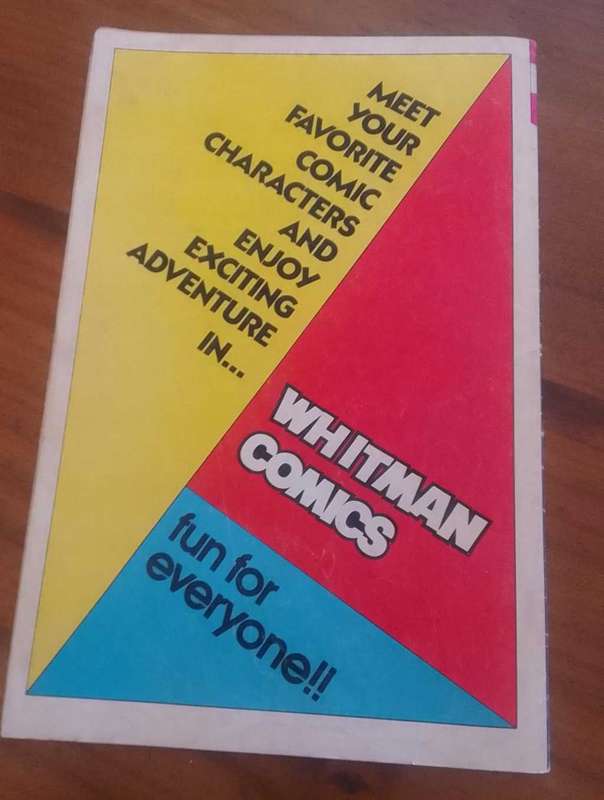 MEET
YOUR
FAVORITE
COMIC
CHARACTERS
AND
ENJOY
EXCITING
ADVENTURE
IN...
WHITMAN
COMICS
fun for
everyone!!